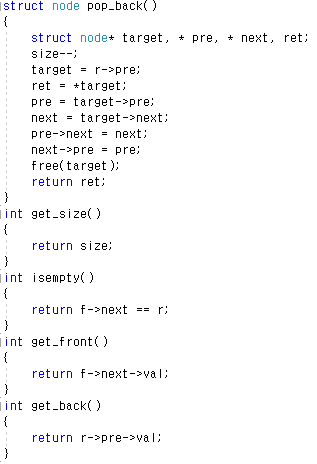 struct node pop_back()
{
    struct node* target, * pre, * next, ret;
    size--;
    target = r->pre;
    ret = *target;
    pre = target->pre;
    next = target->next;
    pre->next = next;
    next->pre = pre;
    free(target);
    return ret;
}
int get_size()
{
    return size;
}
int isempty()
{
    return f->next == r;
}
int get_front()
{
    return f->next->val;
}
int get_back()
{
    return r->pre->val;
}